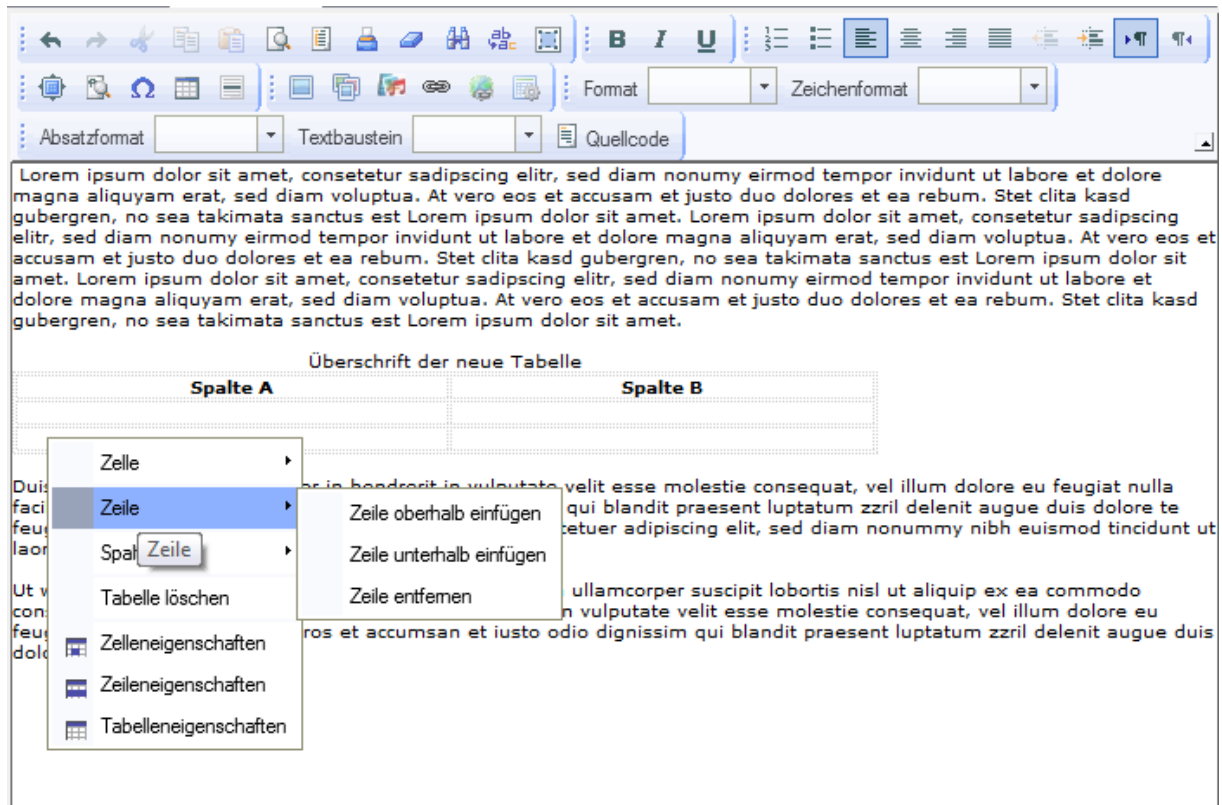 B I U
Format Zeichenformat
Absatzformat Textbaustein Quellcode
Lorem ipsum dolor sit amet, consetetur sadipscing elitr, sed diam nonumy eirmod tempor invidunt ut labore et dolore
magna aliquyam erat, sed diam voluptua. At vero eos et accusam et justo duo dolores et ea rebum. Stet clita kasd
gubergren, no sea takimata sanctus est Lorem ipsum dolor sit amet. Lorem ipsum dolor sit amet, consetetur sadipscing
elitr, sed diam nonumy eirmod tempor invidunt ut labore et dolore magna aliquyam erat, sed diam voluptua. At vero eos et
accusam et justo duo dolores et ea rebum. Stet clita kasd gubergren, no sea takimata sanctus est Lorem ipsum dolor sit
amet. Lorem ipsum dolor sit amet, consetetur sadipscing elitr, sed diam nonumy eirmod tempor invidunt ut labore et
dolore magna aliquyam erat, sed diam voluptua. At vero eos et accusam et justo duo dolores et ea rebum. Stet clita kasd
gubergren, no sea takimata sanctus est Lorem ipsum dolor sit amet.
Überschrift der neue Tabelle
Spalte A Spalte B
Zelle
Zeile
Zeile
Tabelle löschen
Zelleneigenschaften
Zeileneigenschaften
Tabelleneigenschaften
Zeile oberhalb einfügen
Zeile unterhalb einfügen
Zeile entfernen
in hendrerit in vulputate velit esse molestie consequat, vel illum dolore eu feugiat nulla
qui blandit praesent luptatum zzril delenit augue duis dolore te
adipiscing elit, sed diam nonummy nibh euismod tincidunt ut
Ut
ullamcorper suscipit lobortis nisl ut aliquip ex ea commodo
vulputate velit esse molestie consequat, vel illum dolore eu
et accumsan et iusto odio dignissim qui blandit praesent luptatum zzril delenit augue duis